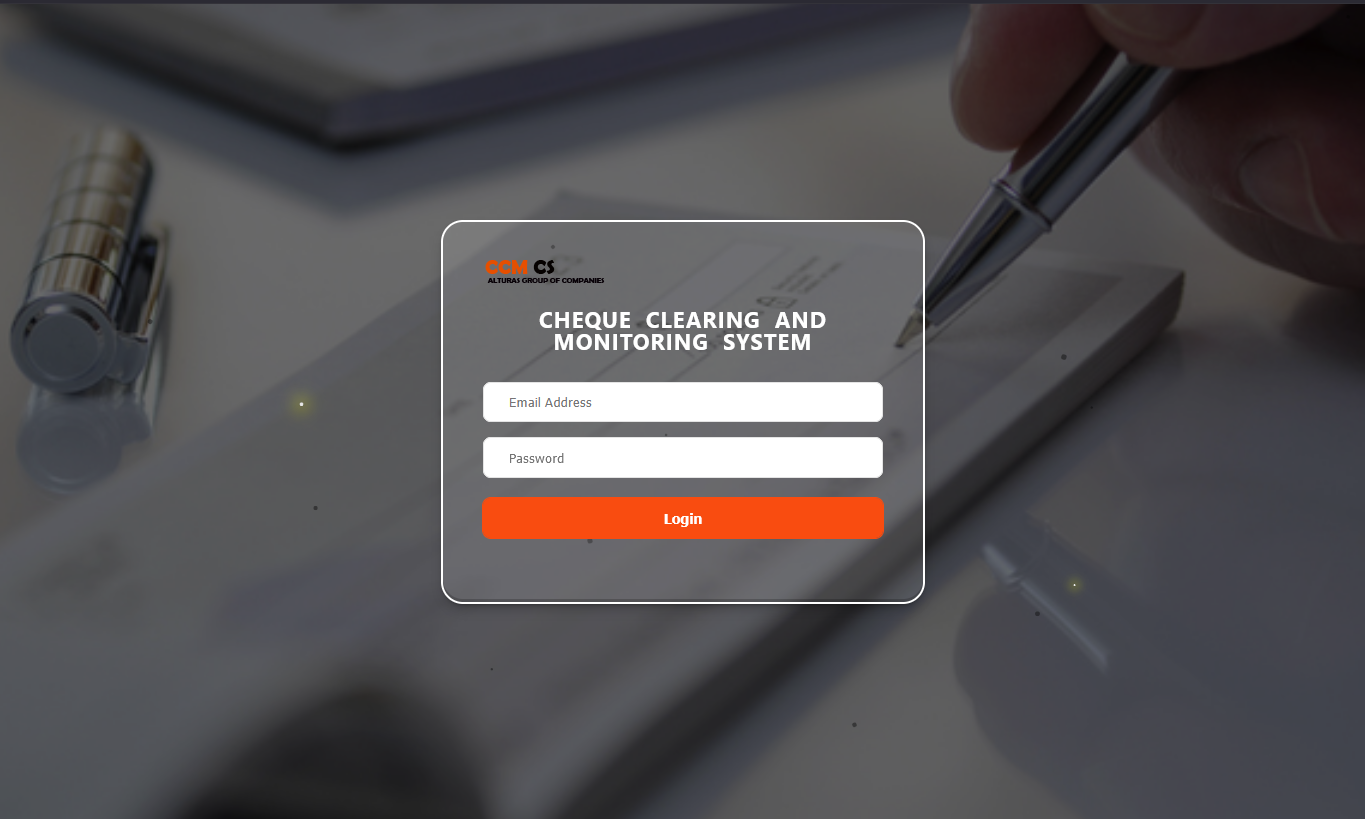 CCM CS
ALTURAS GROUP OF COMPANIES
CHEQUE CLEARING AND
MONITORING SYSTEM
Email Address
Password
Login